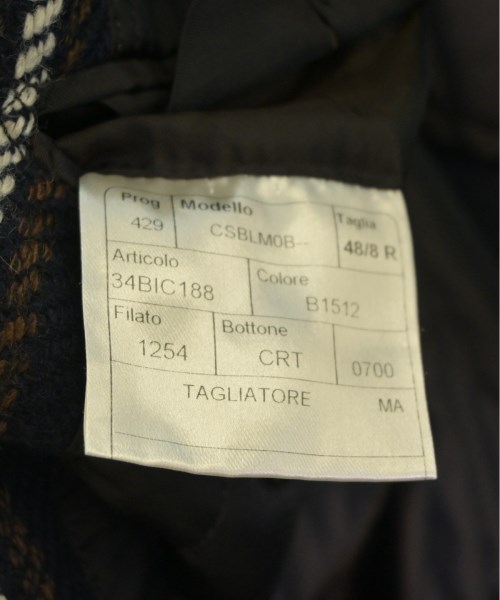 Prog Modello Taglia
429 CSBLM0B-- 48/8 R
Articolo Colore
34BIC188 B1512
Filato Bottone
1254 CRT 0700
TAGLIATORE MA